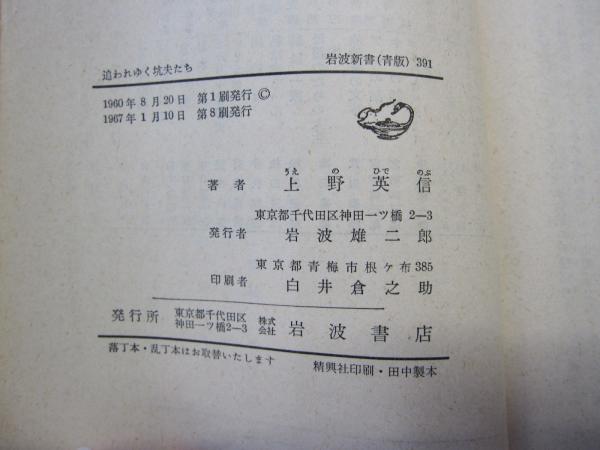 追われゆく坑夫たち
岩波新書(青版) 391
1960年8月20日 第1刷発行 ©
1967年1月10日 第8刷発行
うえ の ひで のぶ
著者 上野英信
東京都千代田区神田一ツ橋 2―3
発行者 岩波雄二郎
東京都青梅市根ヶ布385
印刷者 白井倉之助
発行所 東京都千代田区神田一ツ橋2―3 株式会社 岩波書店
落丁本・乱丁本はお取替いたします
精興社印刷・田中製本